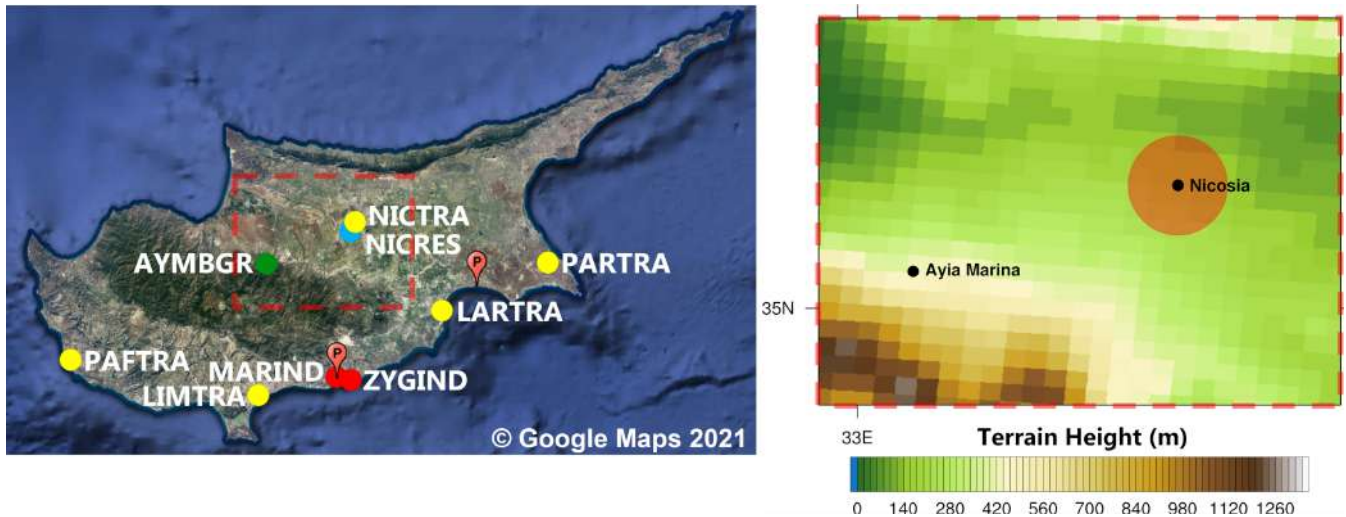 NICTRA
NICRES
AYMBGR
P
PARTRA
LARTRA
P
PAFTRA
MARIND
ZYGIND
LIMTRA
© Google Maps 2021
Nicosia
Ayia Marina
35N
33E
Terrain Height (m)
0 140 280 420 560 700 840 980 1120 1260